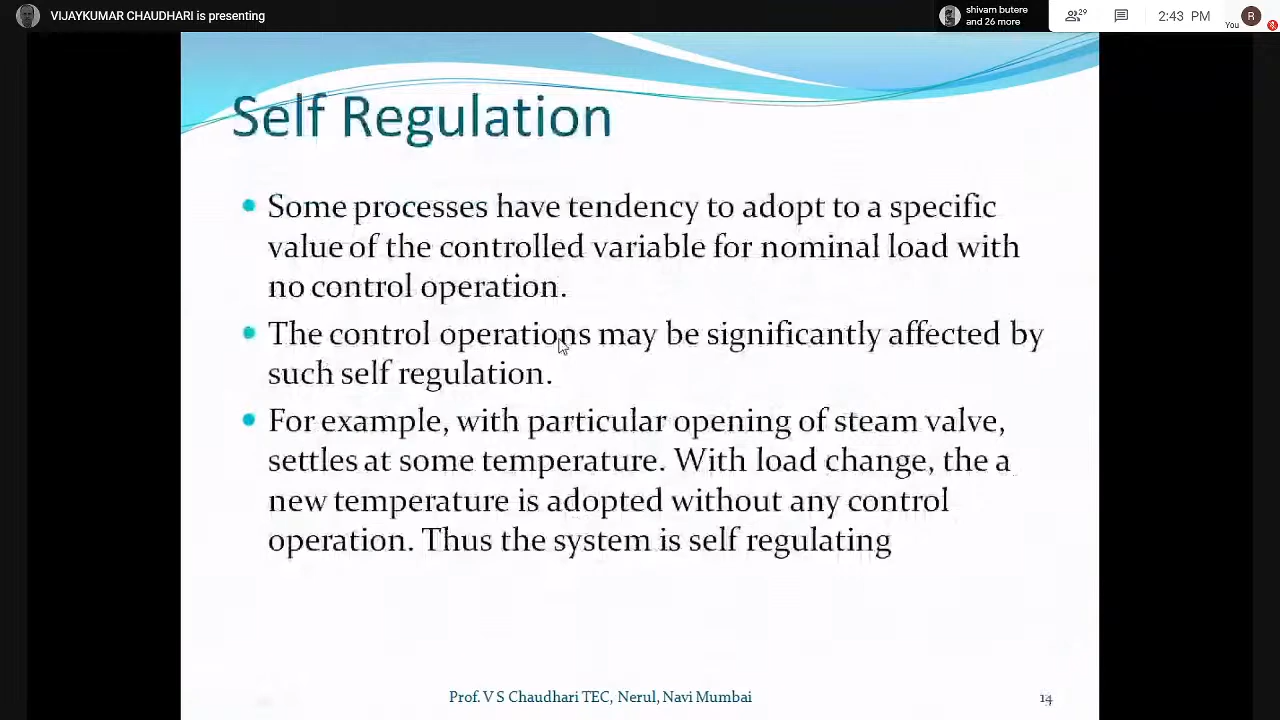 VIJAYKUMAR CHAUDHARI is presenting
shivam butere
and 26 more
29
2:43 PM
You
R
Self Regulation
• Some processes have tendency to adopt to a specific
value of the controlled variable for nominal load with
no control operation.
• The control operations may be significantly affected by
such self regulation.
• For example, with particular opening of steam valve,
settles at some temperature. With load change, the a
new temperature is adopted without any control
operation. Thus the system is self regulating
Prof. V S Chaudhari TEC, Nerul, Navi Mumbai
14